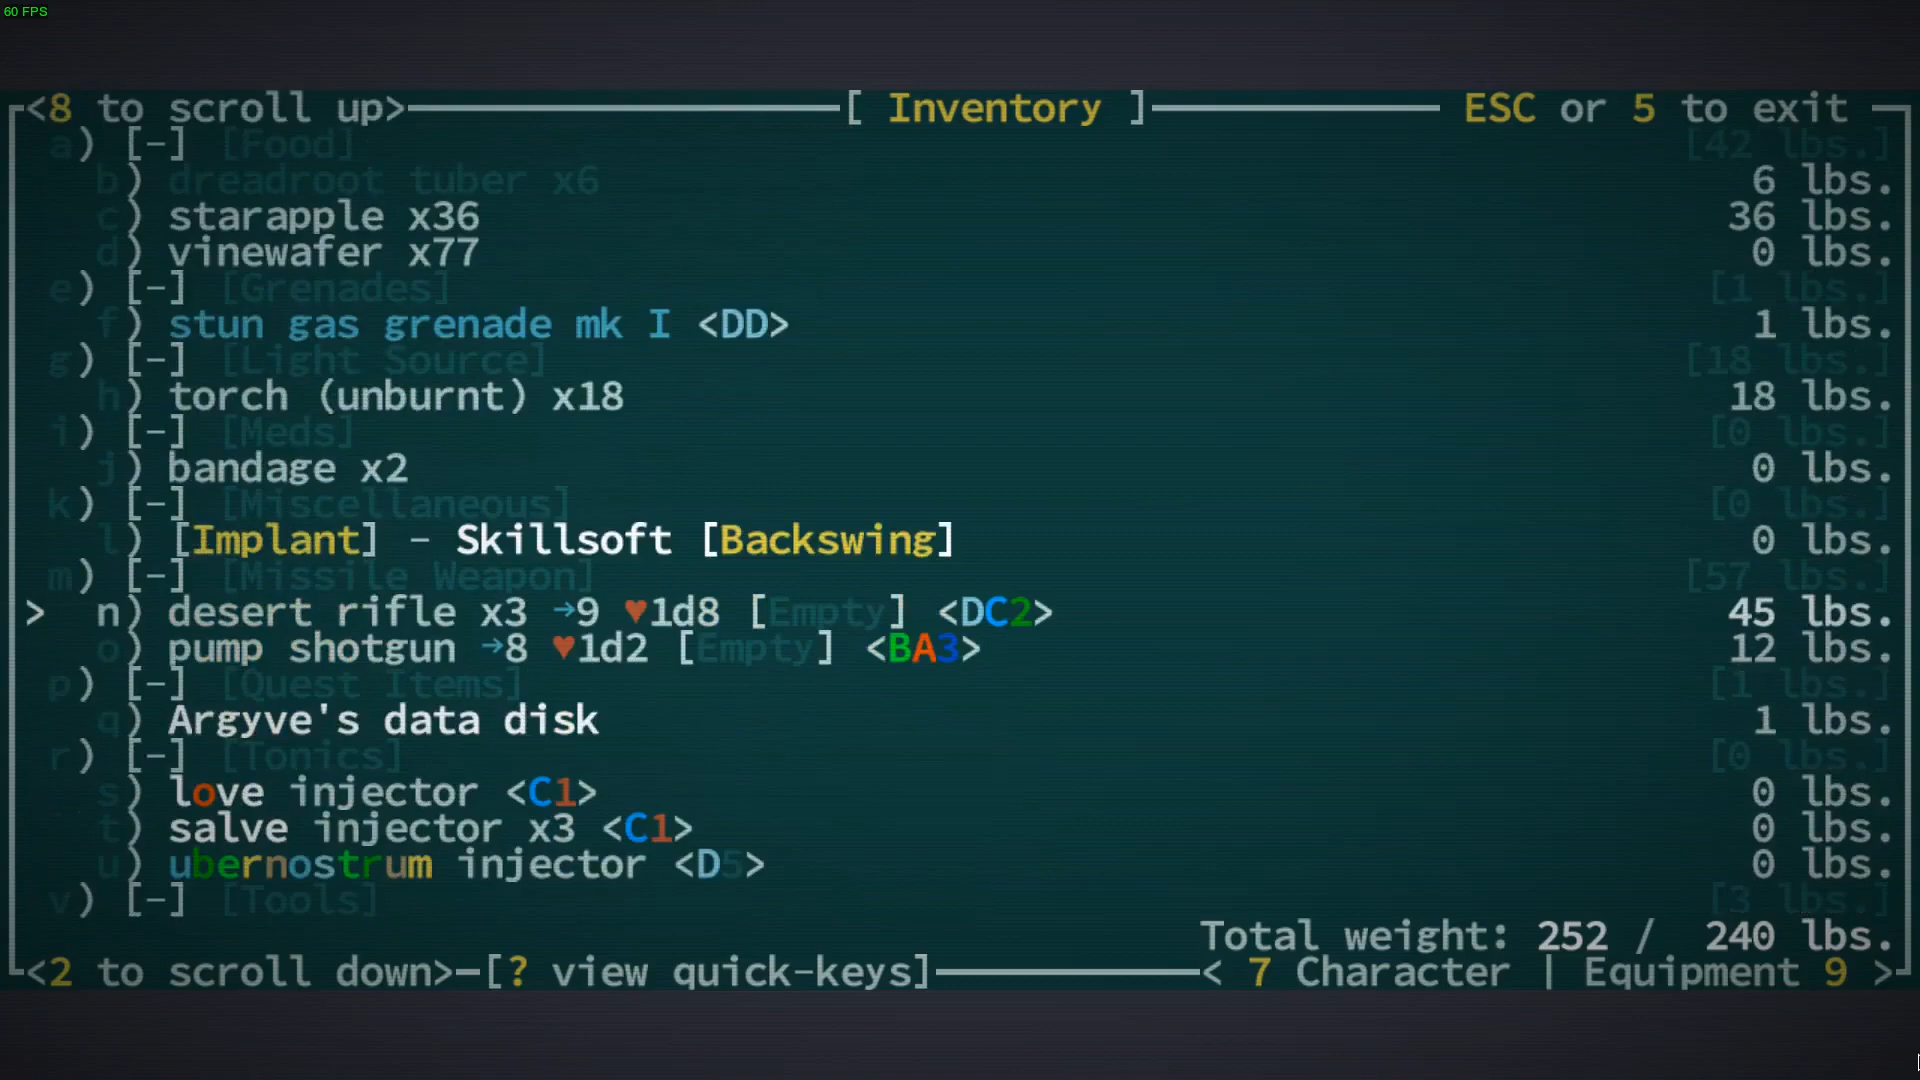 60 FPS
<8 to scroll up> [ Inventory ] ESC or 5 to exit
a) [-] [Food] [42 lbs.]
b) dreadroot tuber x6 6 lbs.
c) starapple x36 36 lbs.
d) vinewafer x77 0 lbs.
e) [-] [Grenades] [1 lbs.]
f) stun gas grenade mk I <DD> 1 lbs.
g) [-] [Light Source] [18 lbs.]
h) torch (unburnt) x18 18 lbs.
i) [-] [Meds] [0 lbs.]
j) bandage x2 0 lbs.
k) [-] [Miscellaneous] [0 lbs.]
l) [Implant] - Skillsoft [Backswing] 0 lbs.
m) [-] [Missile Weapon] [57 lbs.]
> n) desert rifle x3 →9 ♥1d8 [Empty] <DC2> 45 lbs.
o) pump shotgun →8 ♥1d2 [Empty] <BA3> 12 lbs.
p) [-] [Quest Items] [1 lbs.]
q) Argyve's data disk 1 lbs.
r) [-] [Tonics] [0 lbs.]
s) love injector <C1> 0 lbs.
t) salve injector x3 <C1> 0 lbs.
u) ubernostrum injector <D5> 0 lbs.
v) [-] [Tools] [3 lbs.]
Total weight: 252 / 240 lbs.
<2 to scroll down> [? view quick-keys] < 7 Character | Equipment 9 >